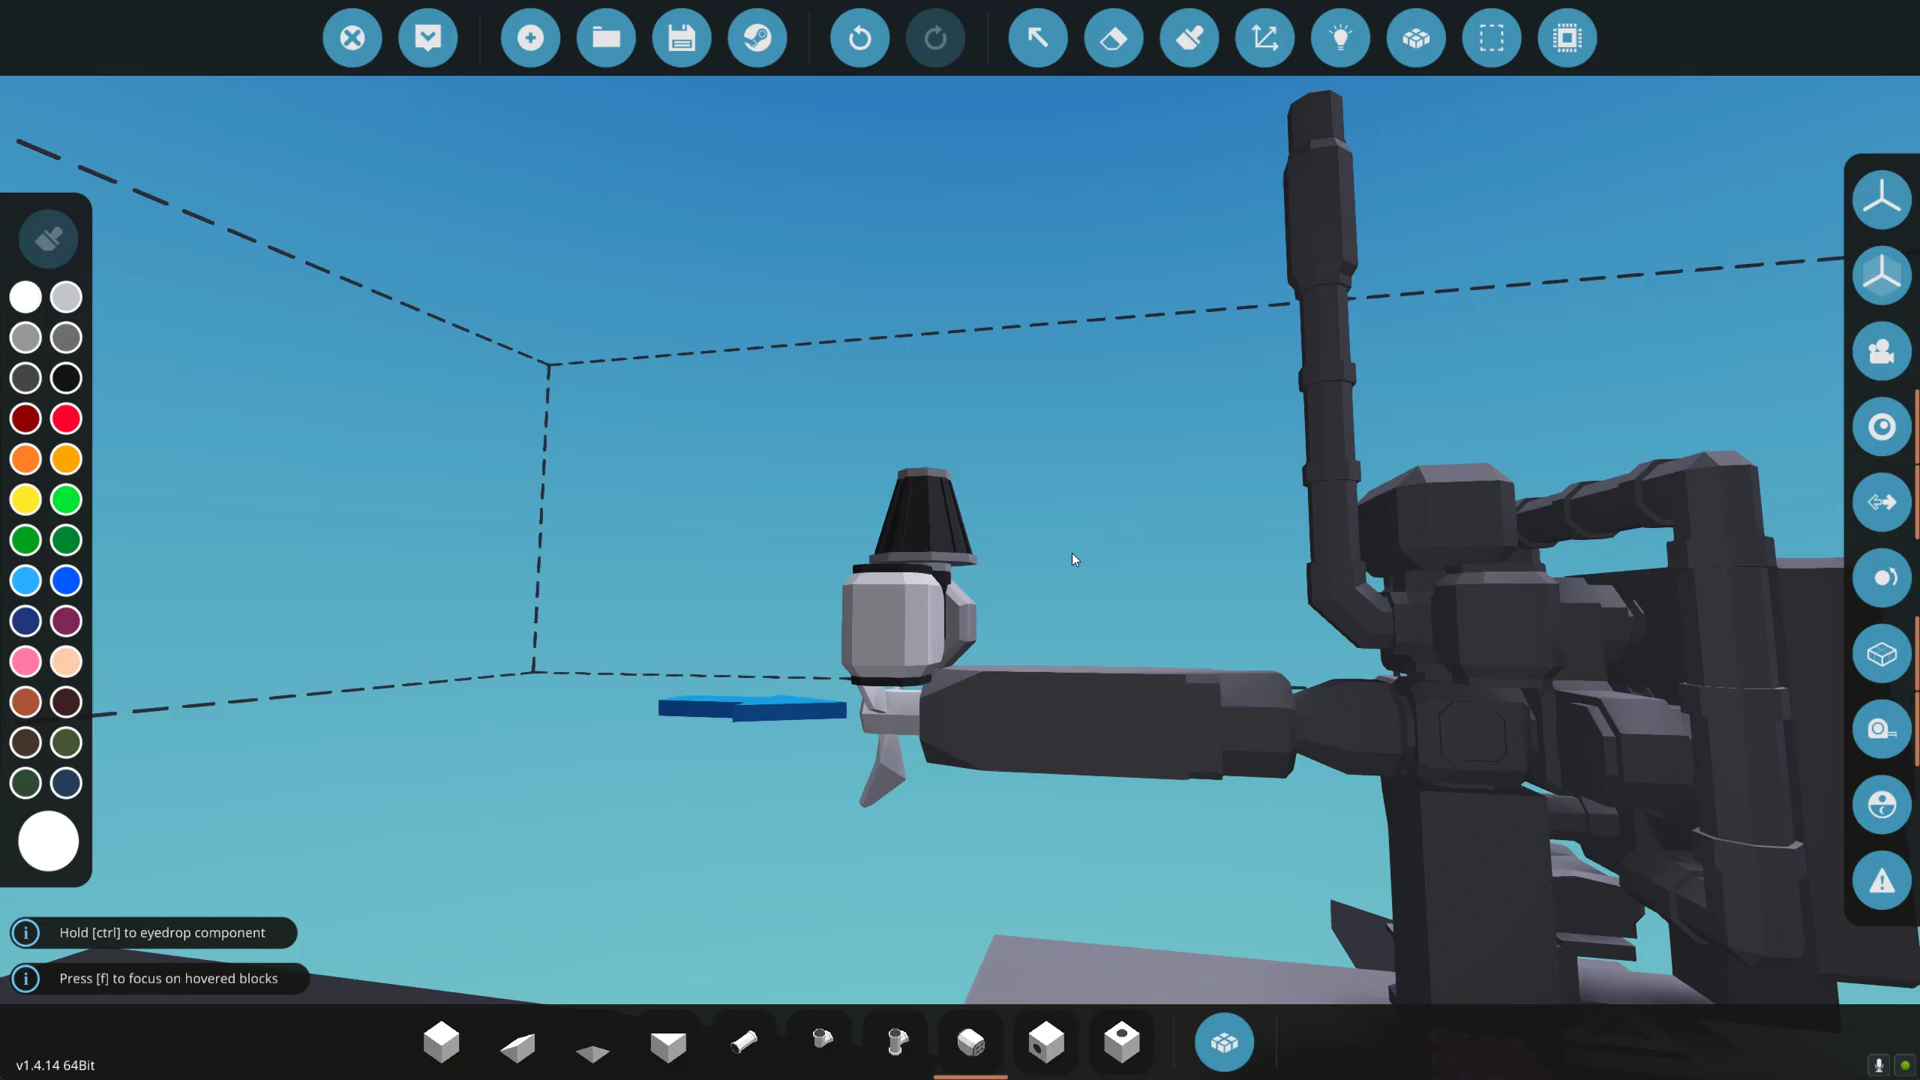 Hold [ctrl] to eyedrop component
Press [f] to focus on hovered blocks
v1.4.14 64Bit